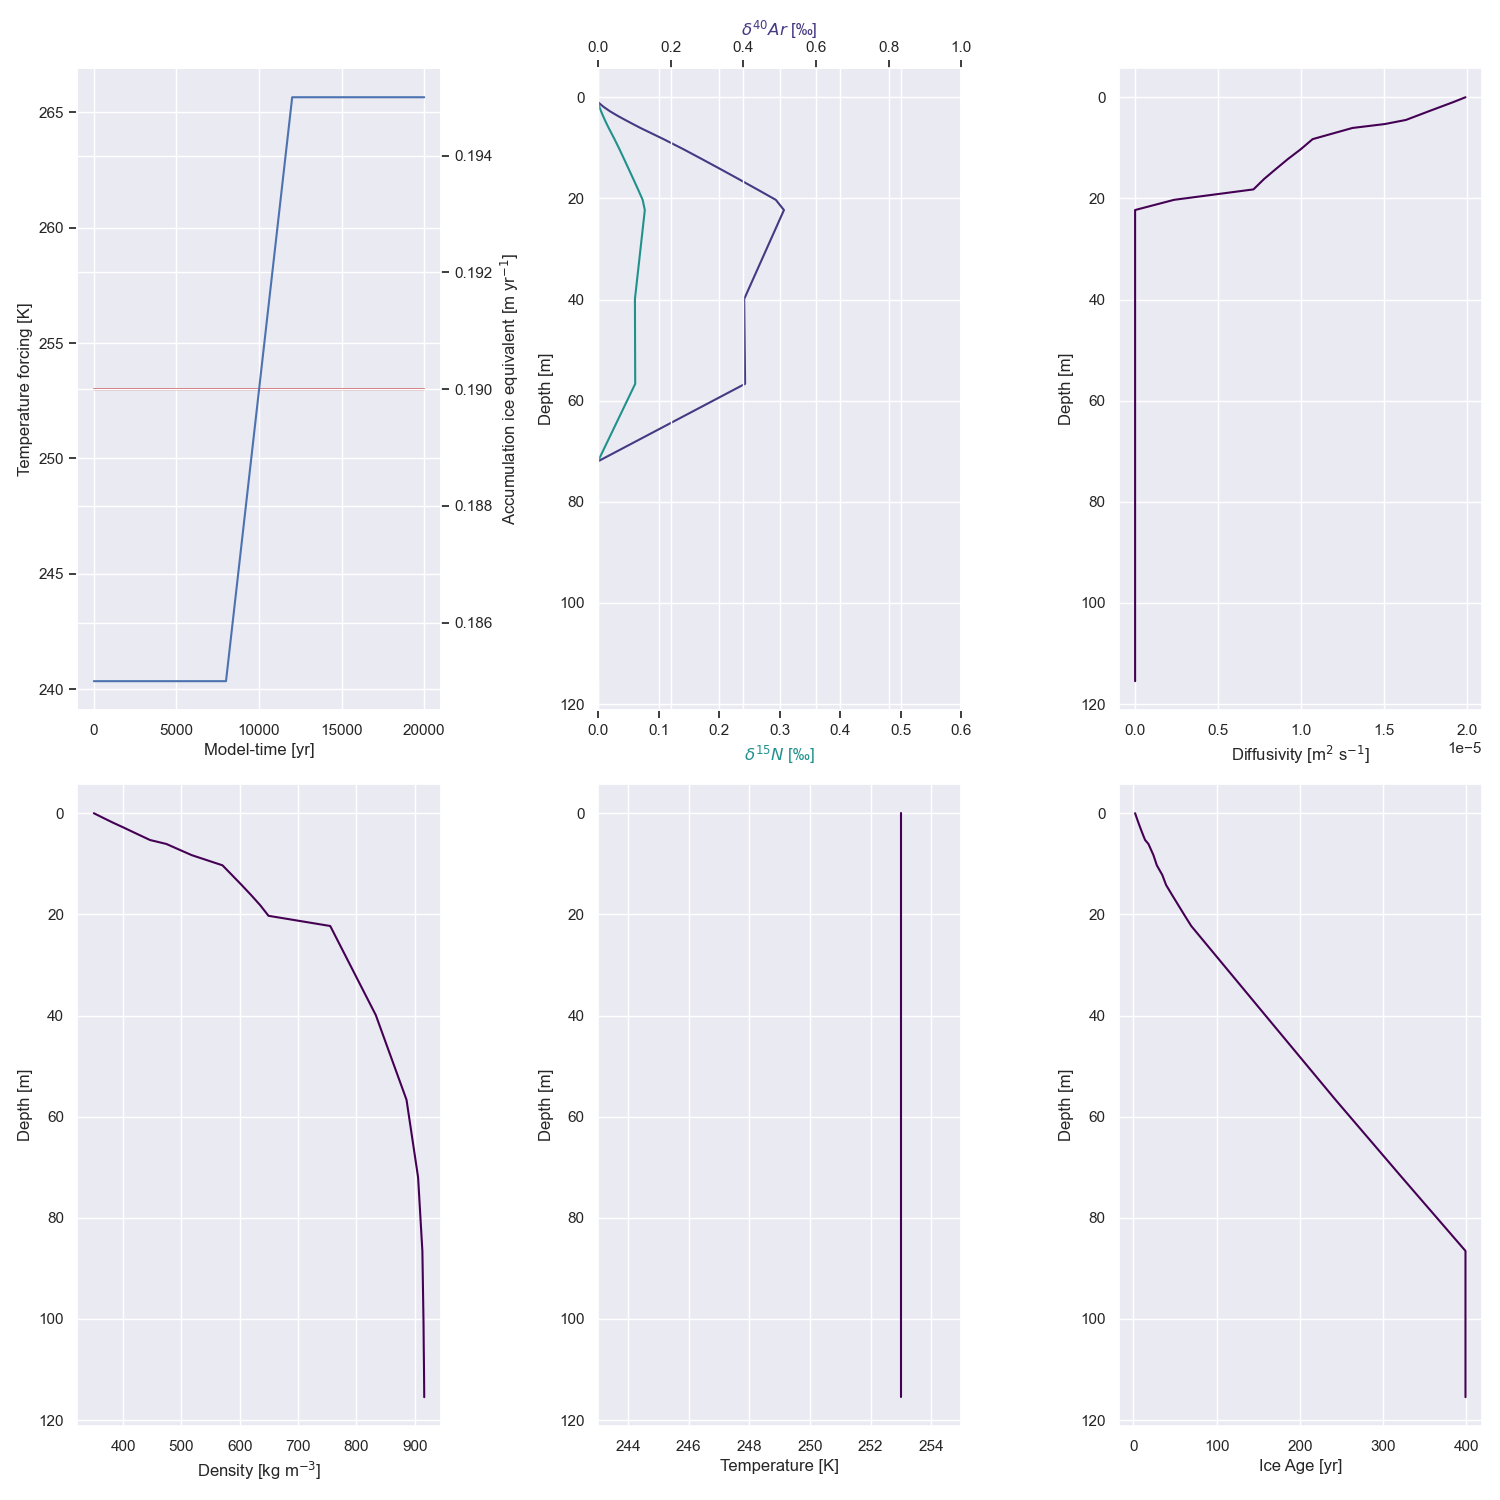 δ⁴⁰Ar [‰]
0.0 0.2 0.4 0.6 0.8 1.0
265
260
255
250
245
240
Temperature forcing [K]
0 5000 10000 15000 20000
Model-time [yr]
0.194
0.192
0.190
0.188
0.186
Accumulation ice equivalent [m yr⁻¹]
0
20
40
60
80
100
120
Depth [m]
0.0 0.1 0.2 0.3 0.4 0.5 0.6
δ¹⁵N [‰]
0
20
40
60
80
100
120
Depth [m]
0.0 0.5 1.0 1.5 2.0
1e−5
Diffusivity [m² s⁻¹]
0
20
40
60
80
100
120
Depth [m]
400 500 600 700 800 900
Density [kg m⁻³]
0
20
40
60
80
100
120
Depth [m]
244 246 248 250 252 254
Temperature [K]
0
20
40
60
80
100
120
Depth [m]
0 100 200 300 400
Ice Age [yr]